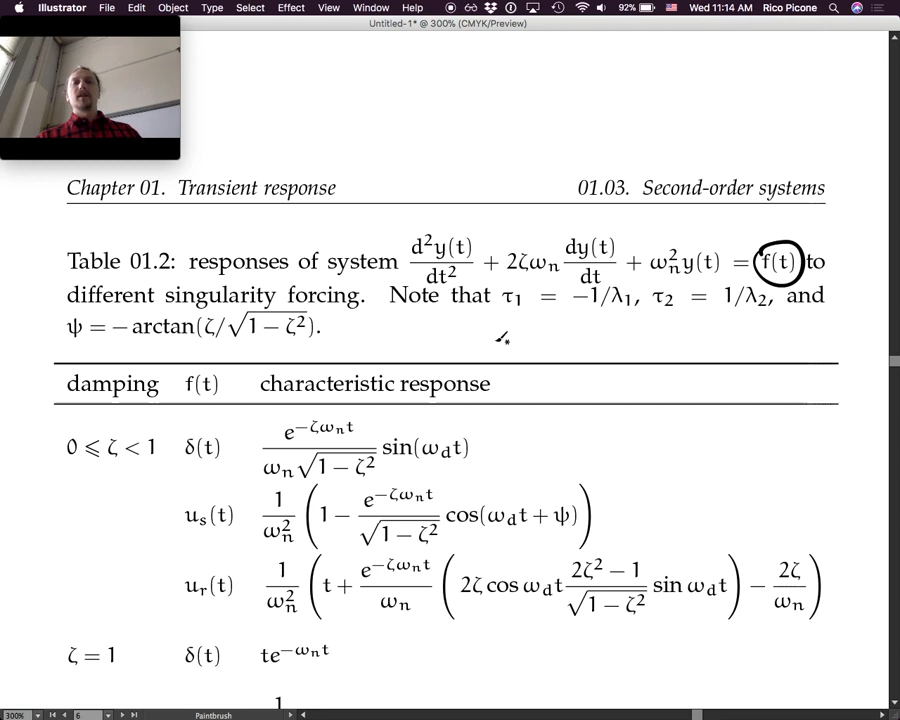 Illustrator File Edit Object Type Select Effect View Window Help 92% Wed 11:14 AM Rico Picone
Untitled-1* @ 300% (CMYK/Preview)
Chapter 01. Transient response 01.03. Second-order systems
Table 01.2: responses of system d²y(t)/dt² + 2ζωₙ dy(t)/dt + ωₙ²y(t) = f(t) to
different singularity forcing. Note that τ₁ = −1/λ₁, τ₂ = 1/λ₂, and
ψ = − arctan(ζ/√(1 − ζ²)).
damping f(t) characteristic response
0 ⩽ ζ < 1 δ(t) e^(−ζωₙt)/(ωₙ√(1 − ζ²)) sin(ω_d t)
uₛ(t) 1/ωₙ² (1 − e^(−ζωₙt)/√(1 − ζ²) cos(ω_d t + ψ))
uᵣ(t) 1/ωₙ² (t + e^(−ζωₙt)/ωₙ (2ζ cos ω_d t (2ζ² − 1)/√(1 − ζ²) sin ω_d t) − 2ζ/ωₙ)
ζ = 1 δ(t) te^(−ωₙt)
1
300% 6 Paintbrush